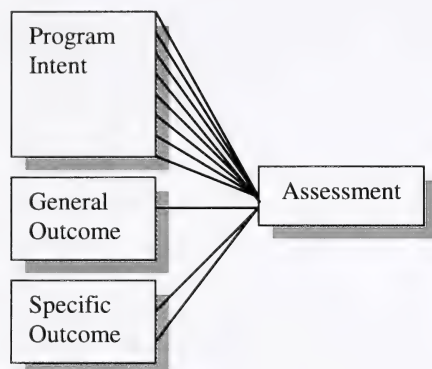 Program
Intent
General
Outcome
Assessment
Specific
Outcome